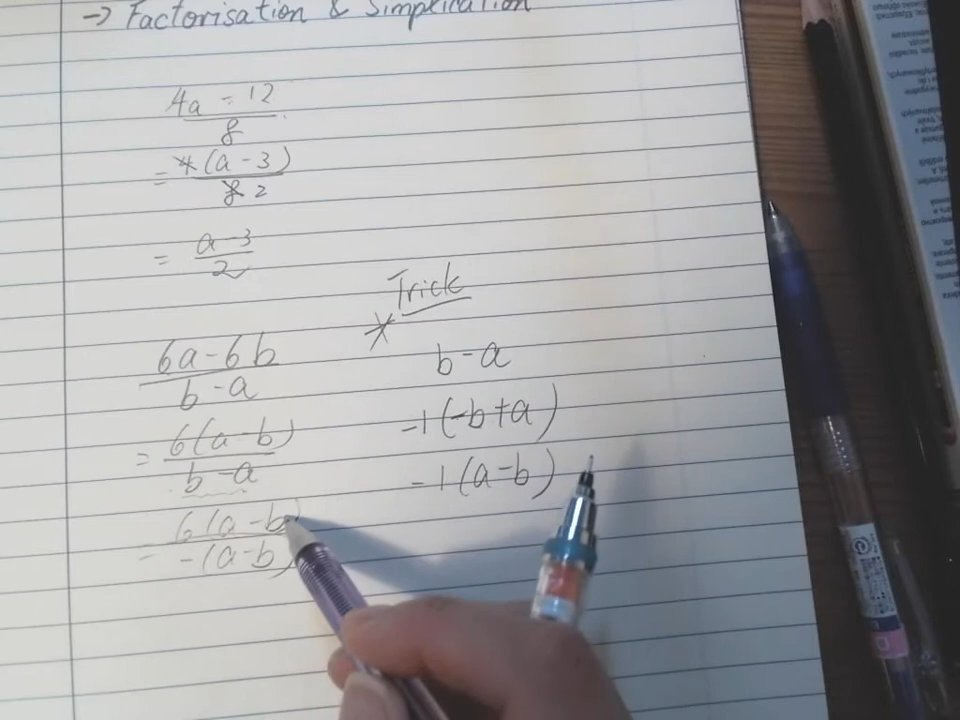 → Factorisation & Simplification
4a - 12
8
= 4(a - 3)
8 2
= a - 3
2
Trick
*
6a - 6b
b - a
b - a
= 6(a - b)
b - a
-1(-b + a)
-1(a - b)
= 6(a - b)
-(a - b)